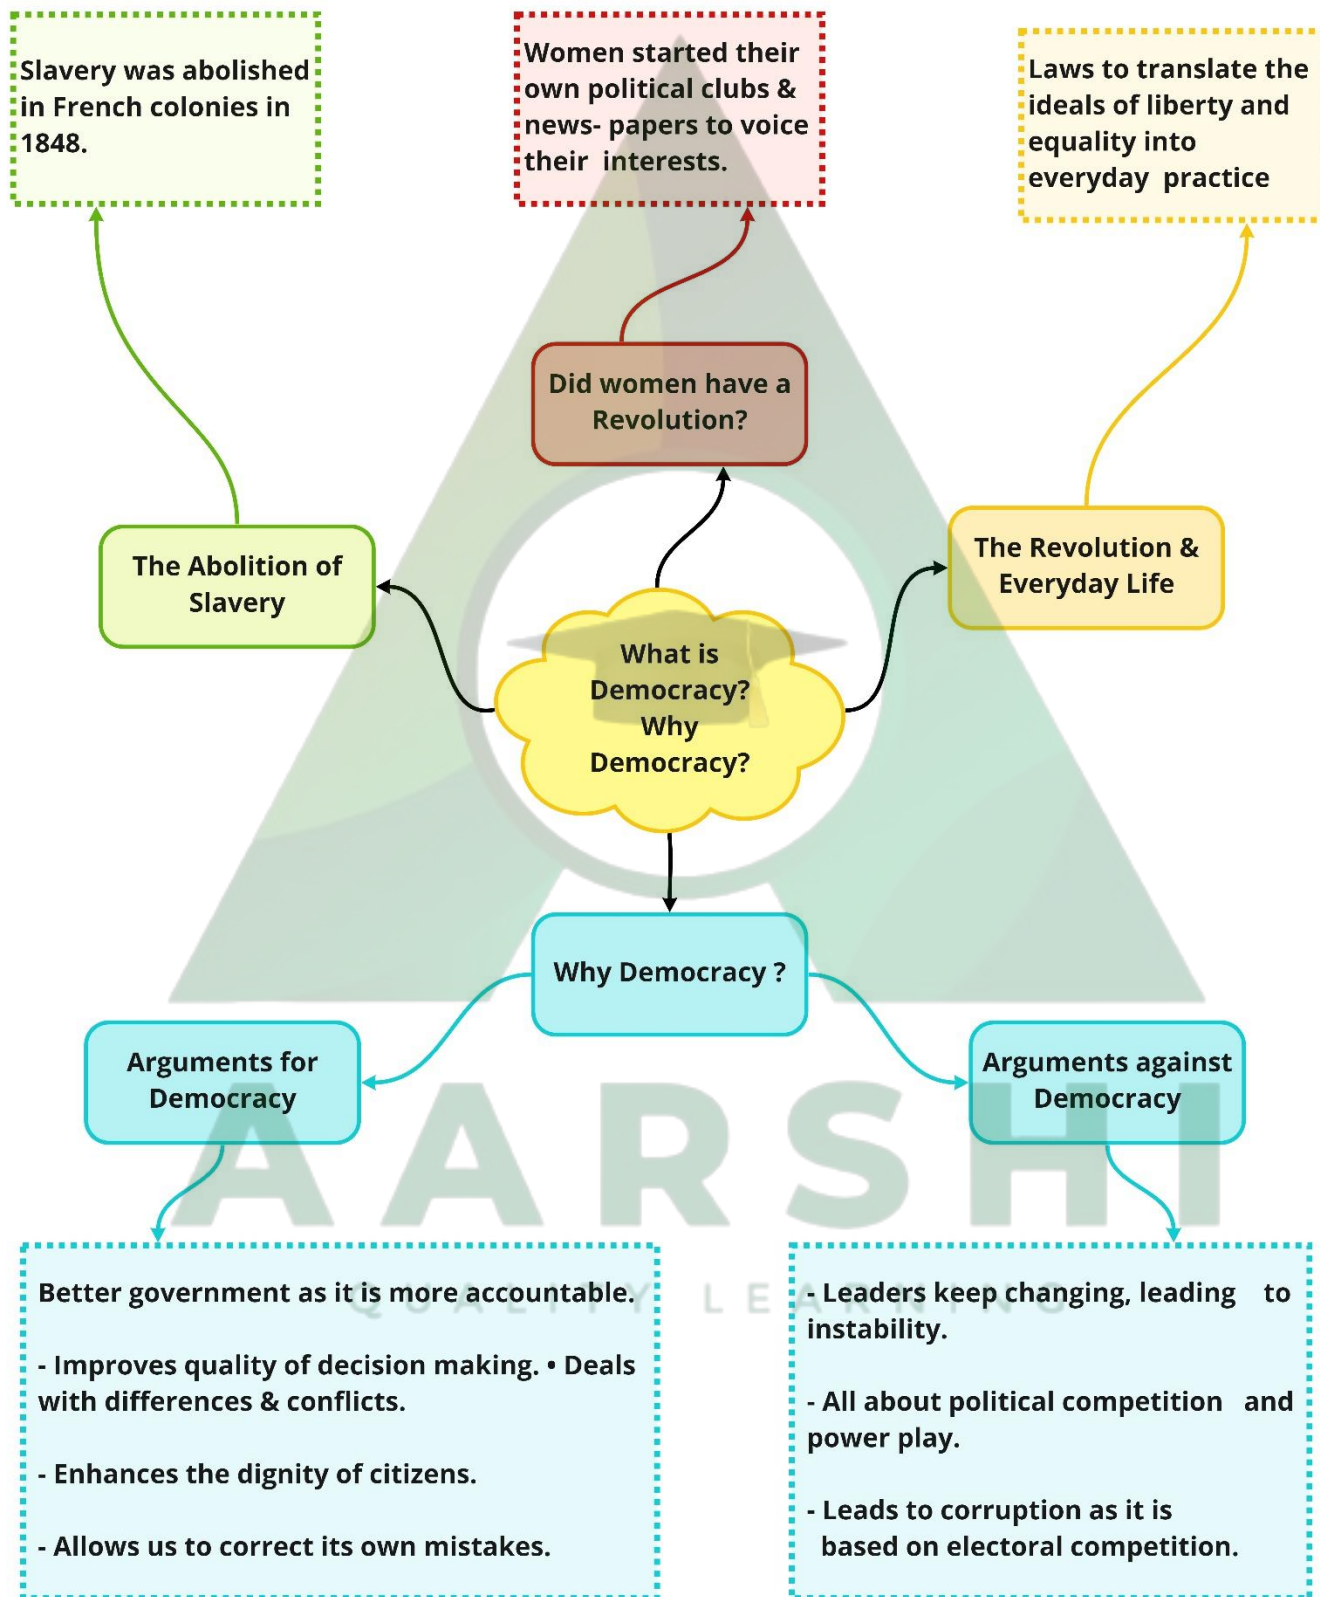 Slavery was abolished
in French colonies in
1848.
Women started their
own political clubs &
news- papers to voice
their interests.
Laws to translate the
ideals of liberty and
equality into
everyday practice
Did women have a
Revolution?
The Abolition of
Slavery
The Revolution &
Everyday Life
What is
Democracy?
Why
Democracy?
Why Democracy ?
Arguments for
Democracy
Arguments against
Democracy
AARSHI
QUALITY LEARNING
Better government as it is more accountable.
- Improves quality of decision making. • Deals
with differences & conflicts.
- Enhances the dignity of citizens.
- Allows us to correct its own mistakes.
- Leaders keep changing, leading to
instability.
- All about political competition and
power play.
- Leads to corruption as it is
based on electoral competition.